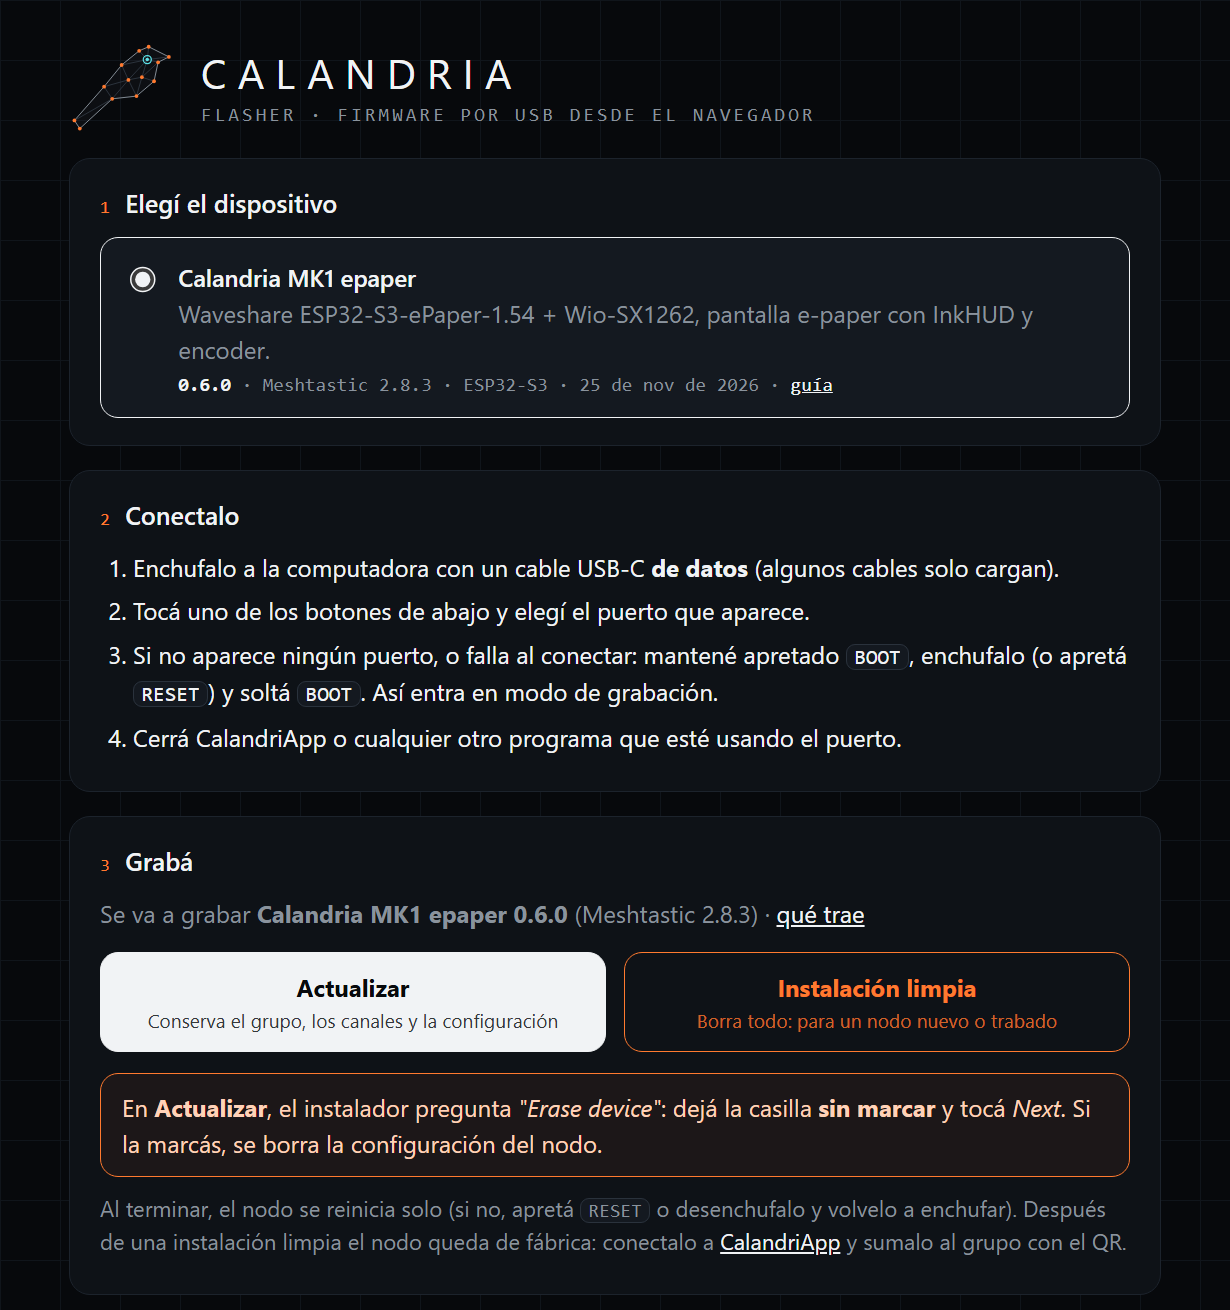 CALANDRIA
FLASHER · FIRMWARE POR USB DESDE EL NAVEGADOR
1 Elegí el dispositivo
Calandria MK1 epaper
Waveshare ESP32-S3-ePaper-1.54 + Wio-SX1262, pantalla e-paper con InkHUD y
encoder.
0.6.0 · Meshtastic 2.8.3 · ESP32-S3 · 25 de nov de 2026 · guía
2 Conectalo
1. Enchufalo a la computadora con un cable USB-C de datos (algunos cables solo cargan).
2. Tocá uno de los botones de abajo y elegí el puerto que aparece.
3. Si no aparece ningún puerto, o falla al conectar: mantené apretado BOOT, enchufalo (o apretá
RESET) y soltá BOOT. Así entra en modo de grabación.
4. Cerrá CalandriApp o cualquier otro programa que esté usando el puerto.
3 Grabá
Se va a grabar Calandria MK1 epaper 0.6.0 (Meshtastic 2.8.3) · qué trae
Actualizar
Conserva el grupo, los canales y la configuración
Instalación limpia
Borra todo: para un nodo nuevo o trabado
En Actualizar, el instalador pregunta "Erase device": dejá la casilla sin marcar y tocá Next. Si
la marcás, se borra la configuración del nodo.
Al terminar, el nodo se reinicia solo (si no, apretá RESET o desenchufalo y volvelo a enchufar). Después
de una instalación limpia el nodo queda de fábrica: conectalo a CalandriApp y sumalo al grupo con el QR.